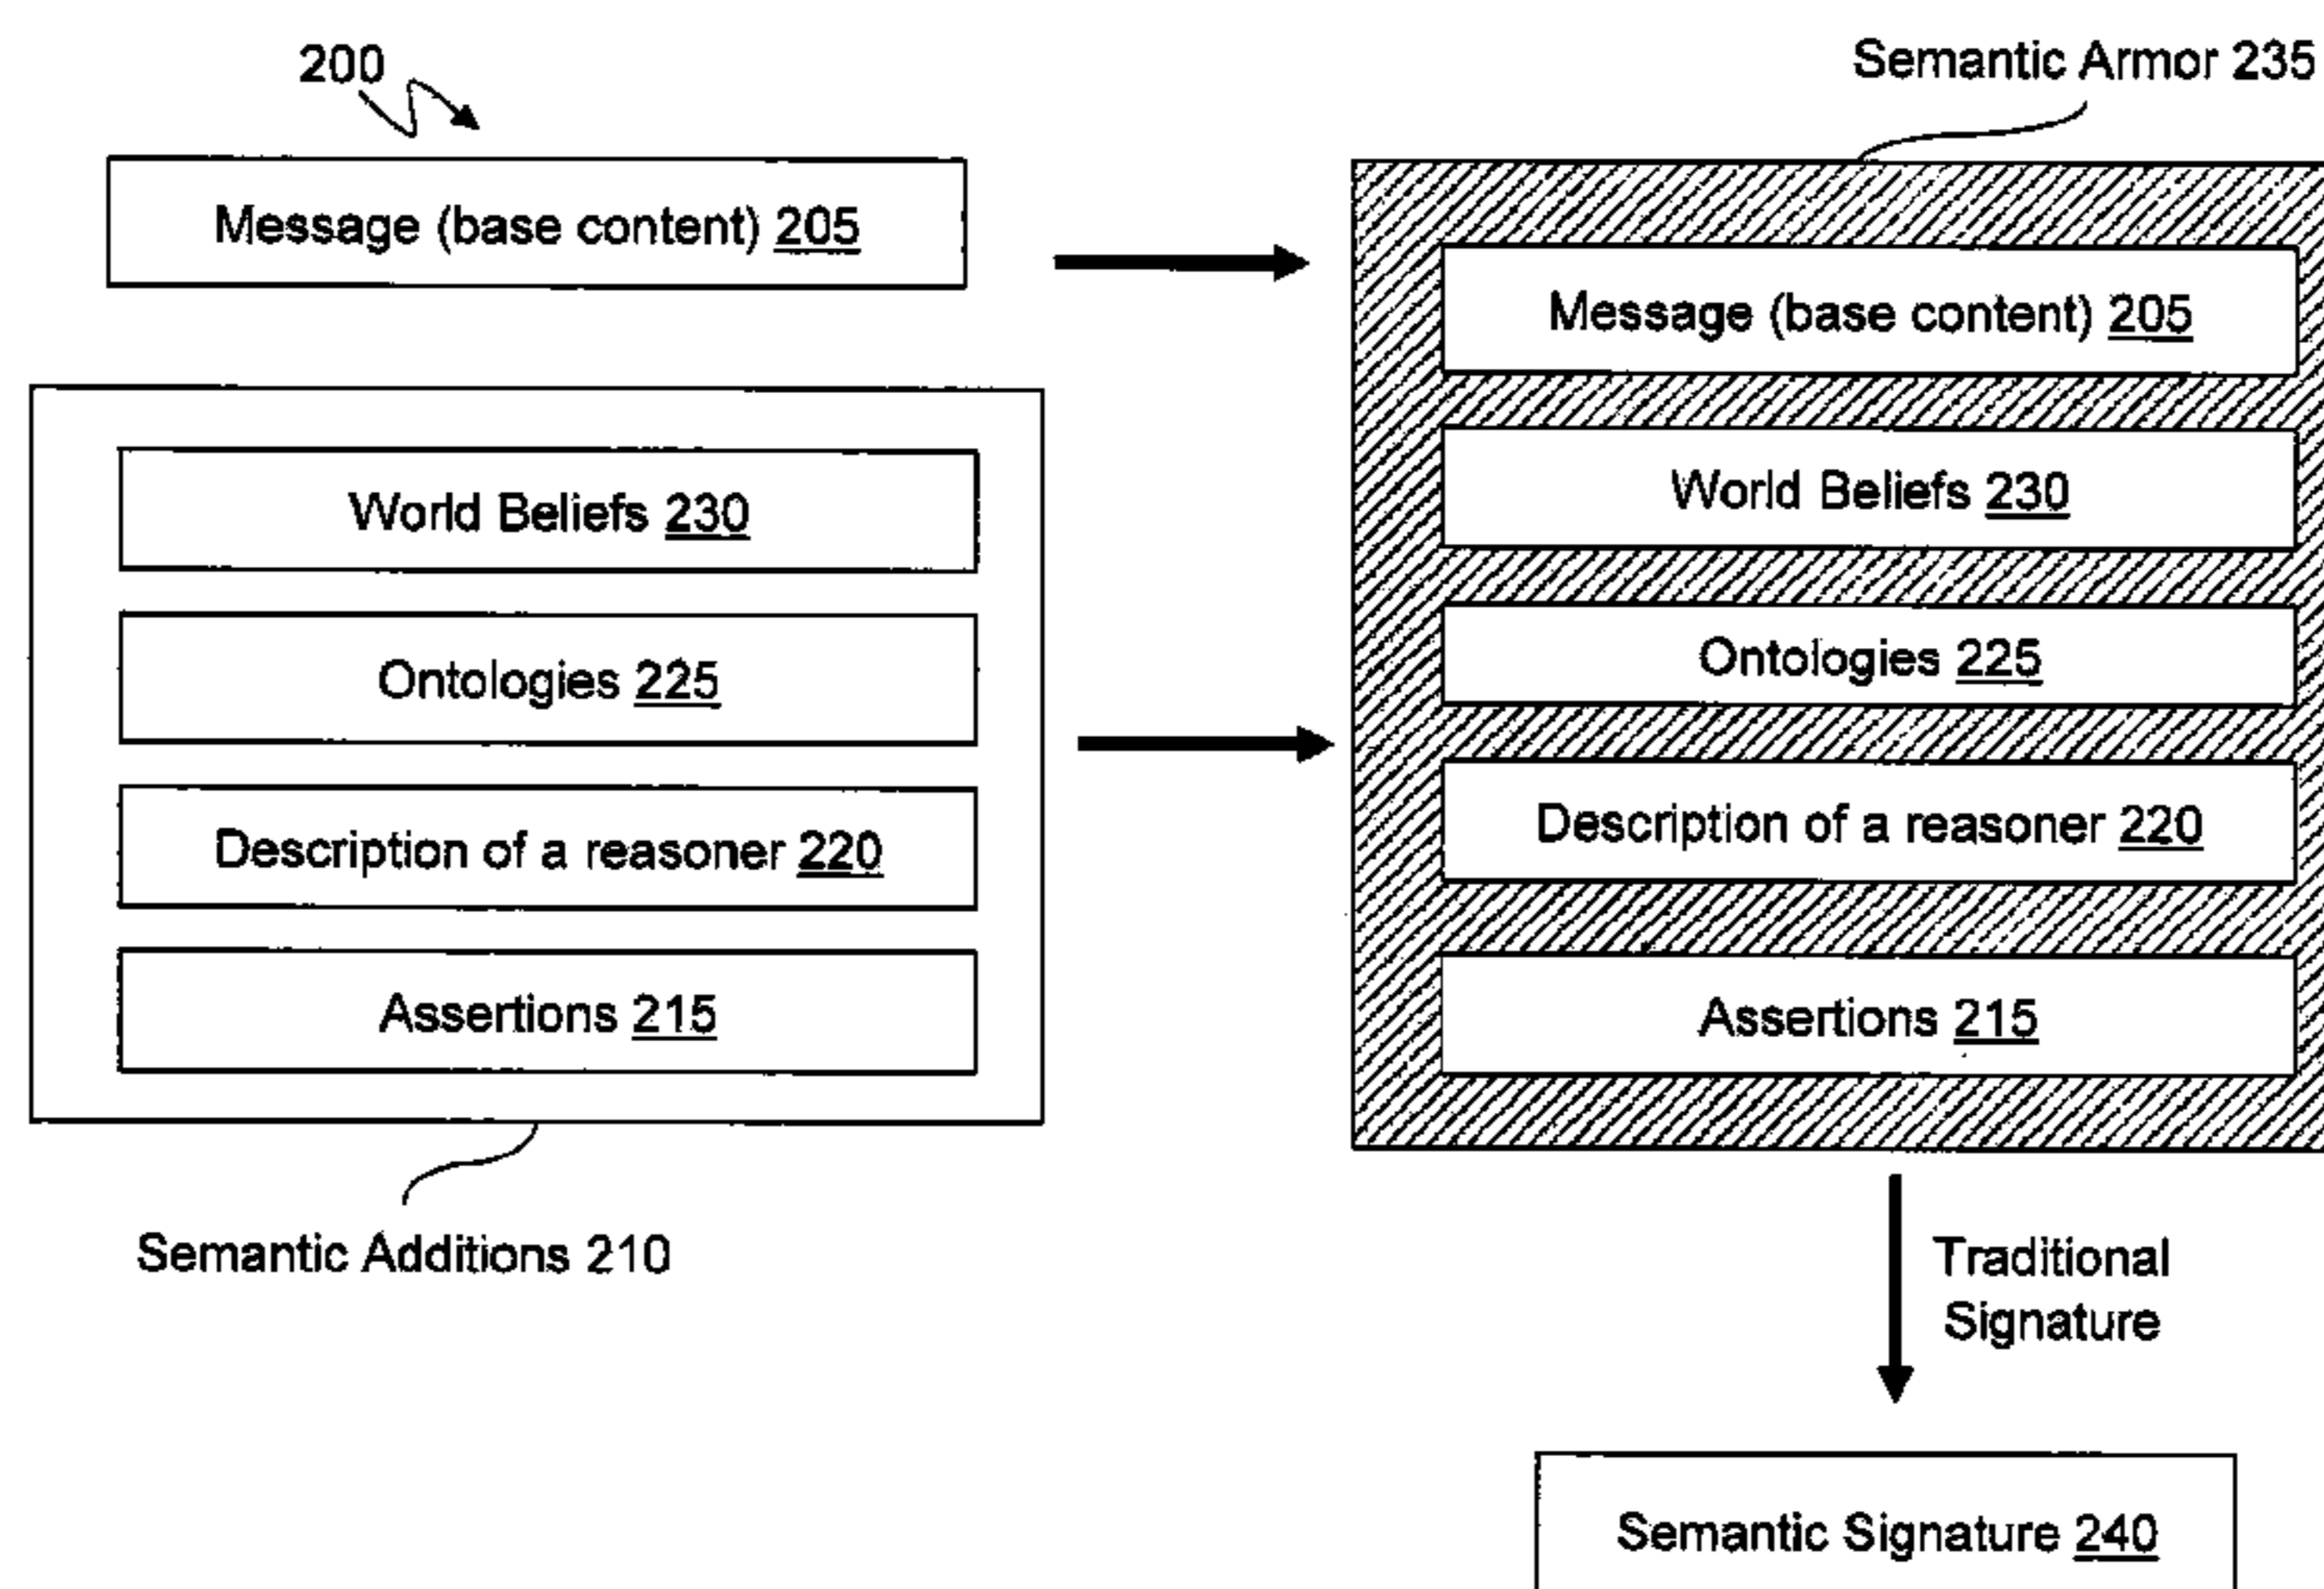 200
Message (base content) 205
World Beliefs 230
Ontologies 225
Description of a reasoner 220
Assertions 215
Semantic Additions 210
Semantic Armor 235
Message (base content) 205
World Beliefs 230
Ontologies 225
Description of a reasoner 220
Assertions 215
Traditional
Signature
Semantic Signature 240